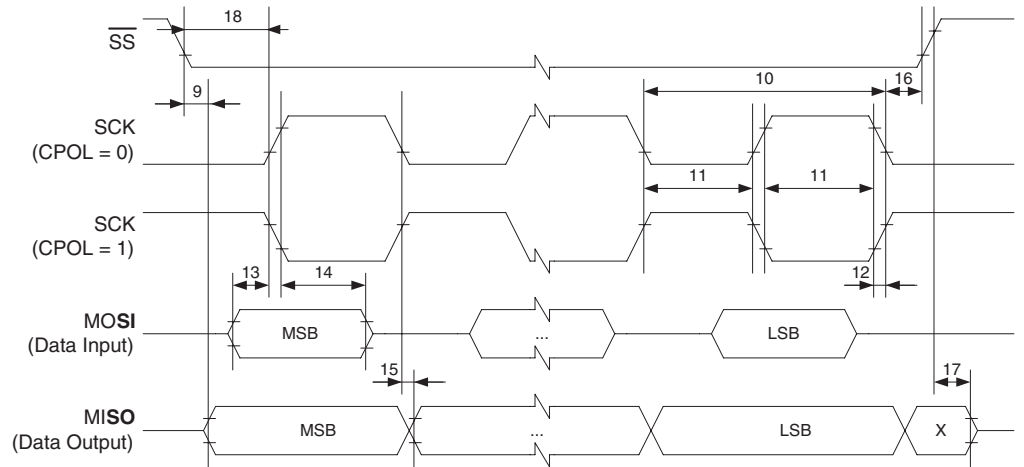 18
SS
10
9
16
SCK
(CPOL = 0)
11
11
SCK
(CPOL = 1)
13
14
12
MOSI
(Data Input)
MSB
...
LSB
15
17
MISO
(Data Output)
MSB
...
LSB
X